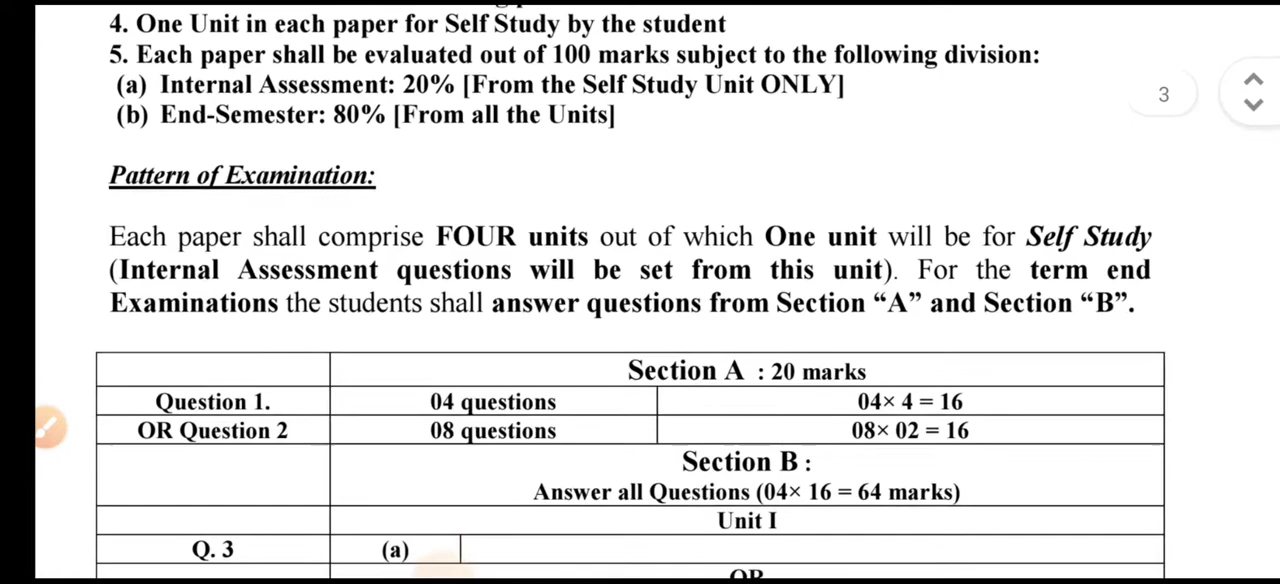 4. One Unit in each paper for Self Study by the student
5. Each paper shall be evaluated out of 100 marks subject to the following division:
(a) Internal Assessment: 20% [From the Self Study Unit ONLY]
(b) End-Semester: 80% [From all the Units]
3
Pattern of Examination:
Each paper shall comprise FOUR units out of which One unit will be for Self Study
(Internal Assessment questions will be set from this unit). For the term end
Examinations the students shall answer questions from Section “A” and Section “B”.
Section A : 20 marks
Question 1. 04 questions 04× 4 = 16
OR Question 2 08 questions 08× 02 = 16
Section B :
Answer all Questions (04× 16 = 64 marks)
Unit I
Q. 3 (a)
OR